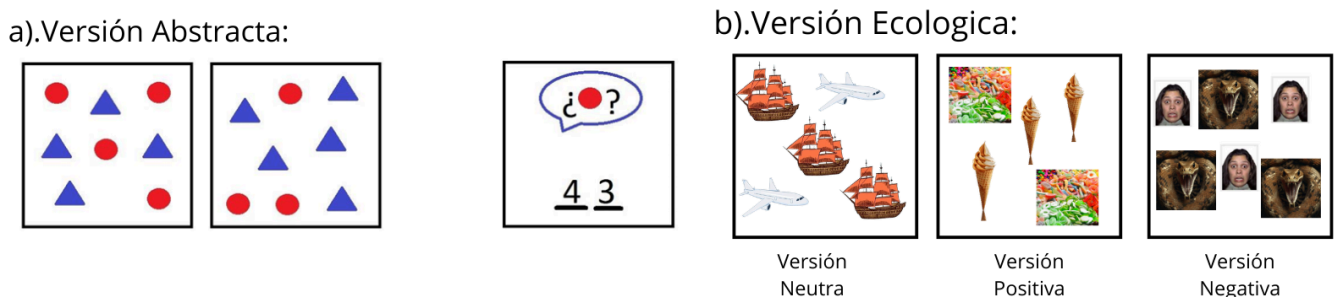 a).Versión Abstracta:
¿ ?
4 3
b).Versión Ecologica:
Versión
Neutra
Versión
Positiva
Versión
Negativa